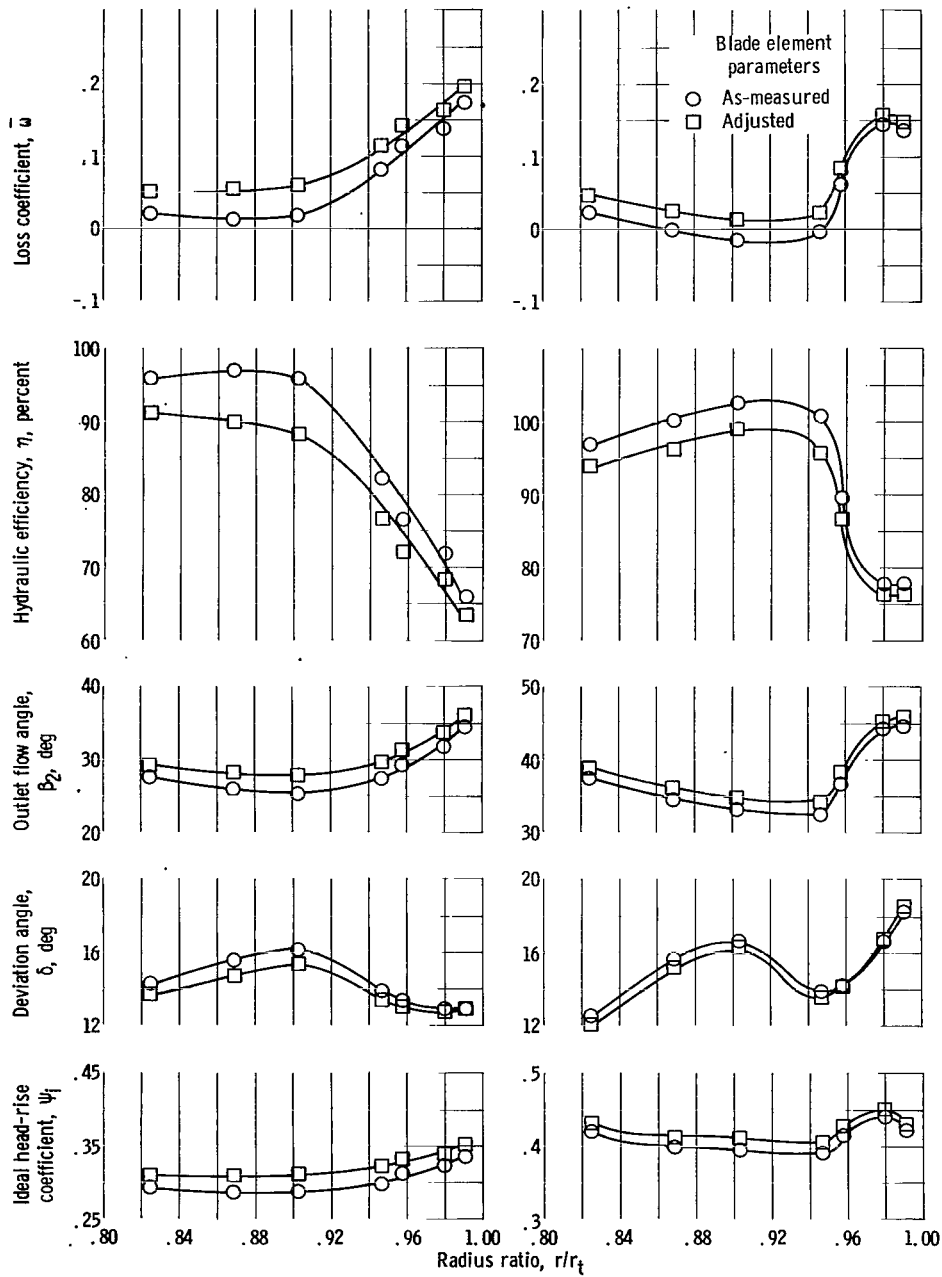 Blade element
parameters
As-measured
Adjusted
Loss coefficient, ω̄
.2
.1
0
-.1
.2
.1
0
-.1
Hydraulic efficiency, η, percent
100
90
80
70
60
100
90
80
70
Outlet flow angle,
β2, deg
40
30
20
50
40
30
Deviation angle,
δ, deg
20
16
12
20
16
12
Ideal head-rise
coefficient, ψi
.45
.35
.25
.5
.4
.3
.80 .84 .88 .92 .96 1.00
.80 .84 .88 .92 .96 1.00
Radius ratio, r/rt